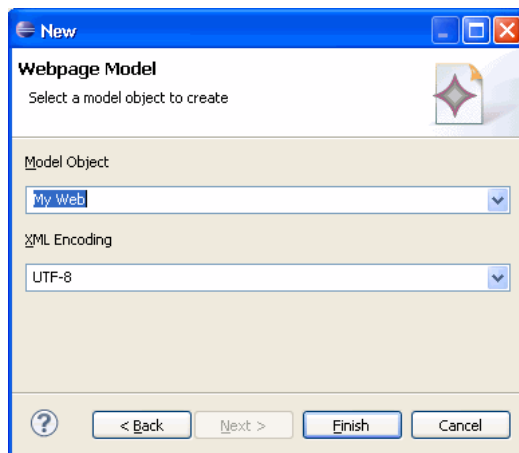 New
Webpage Model
Select a model object to create
Model Object
My Web
XML Encoding
UTF-8
? < Back Next > Finish Cancel